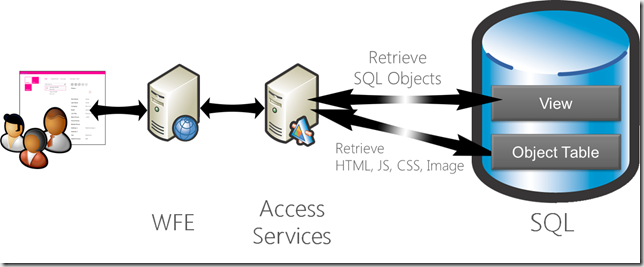 Retrieve
SQL Objects
View
Object Table
Retrieve
HTML, JS, CSS, Image
WFE
Access
Services
SQL